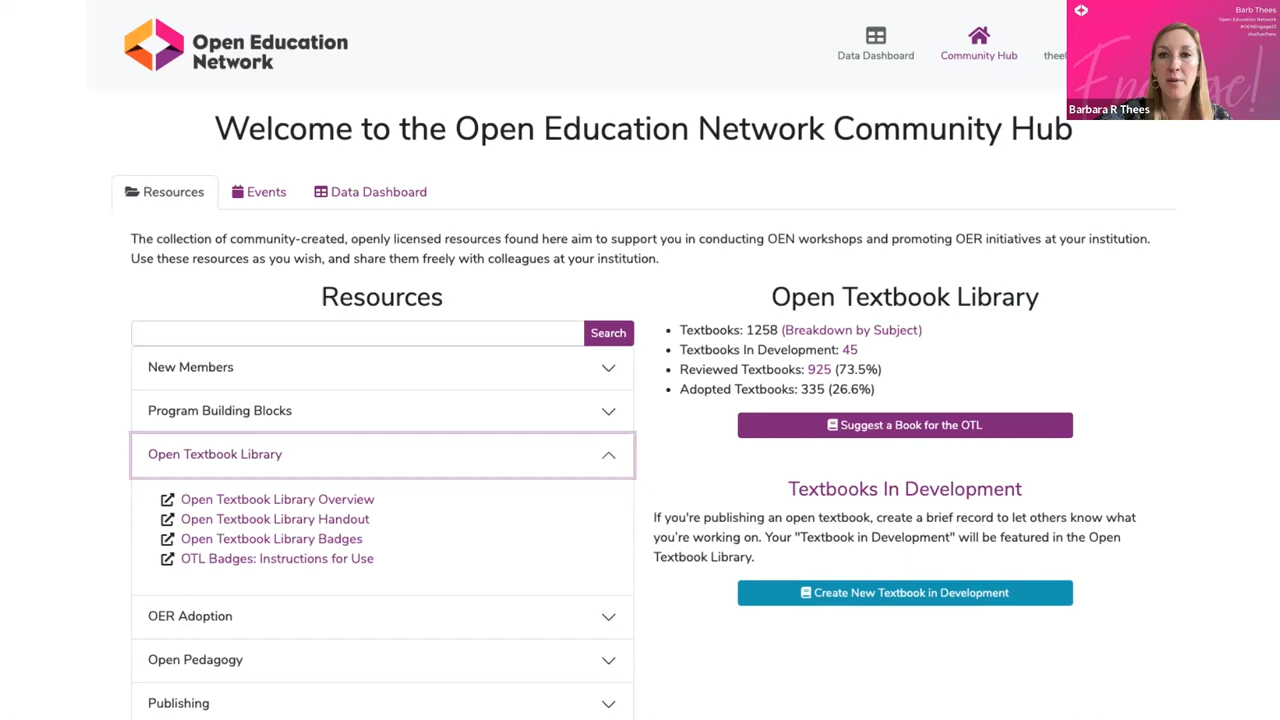 Open Education
Network
Data Dashboard
Community Hub
Barb Thees
Open Education Network
Engage!
Barbara R Thees
Welcome to the Open Education Network Community Hub
Resources
Events
Data Dashboard
The collection of community-created, openly licensed resources found here aim to support you in conducting OEN workshops and promoting OER initiatives at your institution.
Use these resources as you wish, and share them freely with colleagues at your institution.
Resources
Search
New Members
Program Building Blocks
Open Textbook Library
Open Textbook Library Overview
Open Textbook Library Handout
Open Textbook Library Badges
OTL Badges: Instructions for Use
OER Adoption
Open Pedagogy
Publishing
Open Textbook Library
Textbooks: 1258 (Breakdown by Subject)
Textbooks In Development: 45
Reviewed Textbooks: 925 (73.5%)
Adopted Textbooks: 335 (26.6%)
Suggest a Book for the OTL
Textbooks In Development
If you're publishing an open textbook, create a brief record to let others know what
you're working on. Your "Textbook in Development" will be featured in the Open
Textbook Library.
Create New Textbook in Development